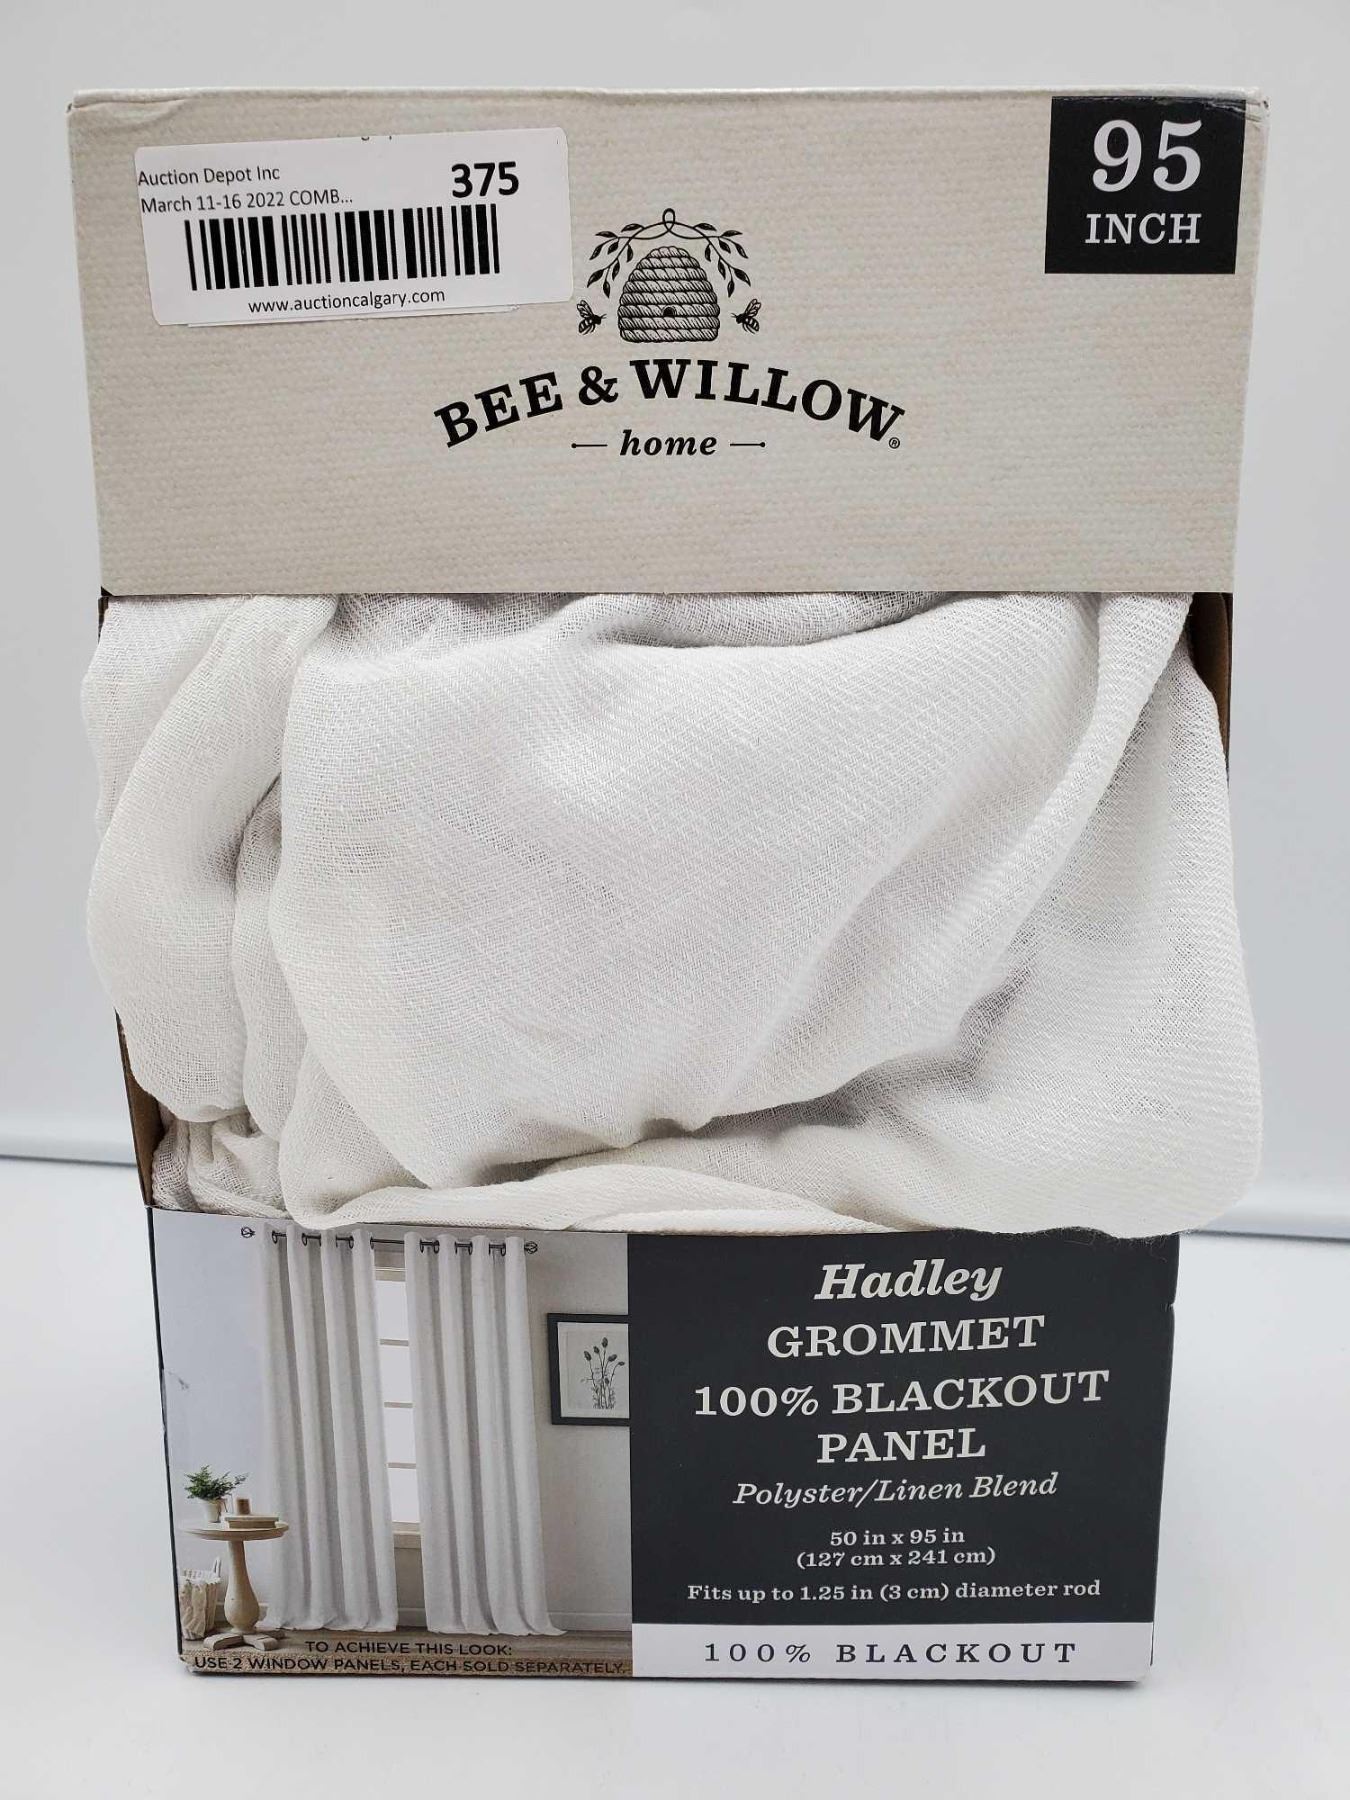 Auction Depot Inc
375
March 11-16 2022 COMB...
www.auctioncalgary.com
95
INCH
BEE & WILLOW®
home
Hadley
GROMMET
100% BLACKOUT
PANEL
Polyster/Linen Blend
50 in x 95 in
(127 cm x 241 cm)
Fits up to 1.25 in (3 cm) diameter rod
100% BLACKOUT
TO ACHIEVE THIS LOOK:
USE 2 WINDOW PANELS, EACH SOLD SEPARATELY.